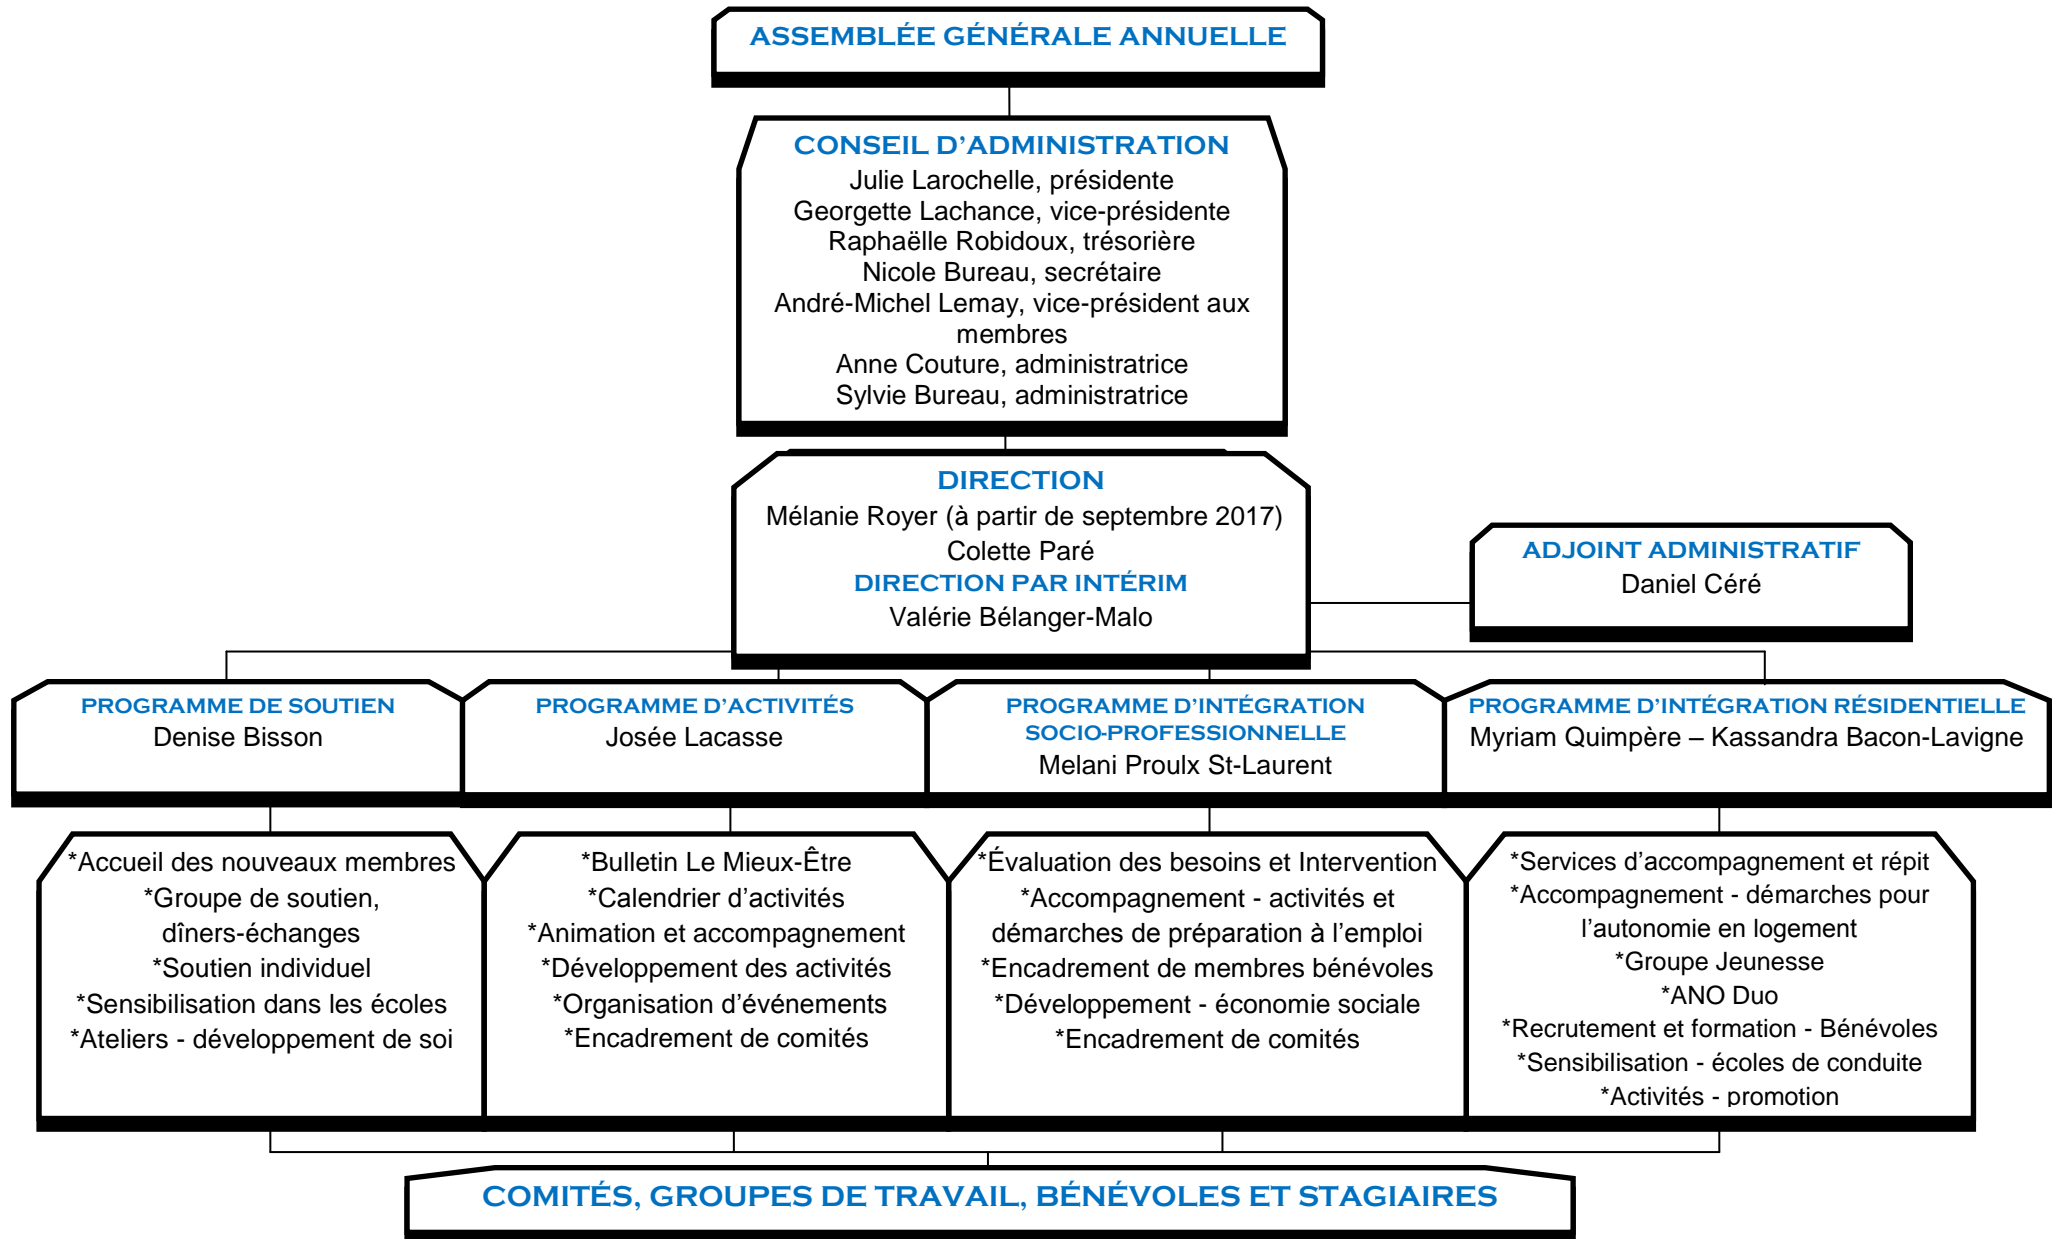 ASSEMBLÉE GÉNÉRALE ANNUELLE
CONSEIL D’ADMINISTRATION
Julie Larochelle, présidente
Georgette Lachance, vice-présidente
Raphaëlle Robidoux, trésorière
Nicole Bureau, secrétaire
André-Michel Lemay, vice-président aux
membres
Anne Couture, administratrice
Sylvie Bureau, administratrice
DIRECTION
Mélanie Royer (à partir de septembre 2017)
Colette Paré
DIRECTION PAR INTÉRIM
Valérie Bélanger-Malo
ADJOINT ADMINISTRATIF
Daniel Céré
PROGRAMME DE SOUTIEN
Denise Bisson
PROGRAMME D’ACTIVITÉS
Josée Lacasse
PROGRAMME D’INTÉGRATION
SOCIO-PROFESSIONNELLE
Melani Proulx St-Laurent
PROGRAMME D’INTÉGRATION RÉSIDENTIELLE
Myriam Quimpère – Kassandra Bacon-Lavigne
*Accueil des nouveaux membres
*Groupe de soutien,
dîners-échanges
*Soutien individuel
*Sensibilisation dans les écoles
*Ateliers - développement de soi
*Bulletin Le Mieux-Être
*Calendrier d’activités
*Animation et accompagnement
*Développement des activités
*Organisation d’événements
*Encadrement de comités
*Évaluation des besoins et Intervention
*Accompagnement - activités et
démarches de préparation à l’emploi
*Encadrement de membres bénévoles
*Développement - économie sociale
*Encadrement de comités
*Services d’accompagnement et répit
*Accompagnement - démarches pour
l’autonomie en logement
*Groupe Jeunesse
*ANO Duo
*Recrutement et formation - Bénévoles
*Sensibilisation - écoles de conduite
*Activités - promotion
COMITÉS, GROUPES DE TRAVAIL, BÉNÉVOLES ET STAGIAIRES